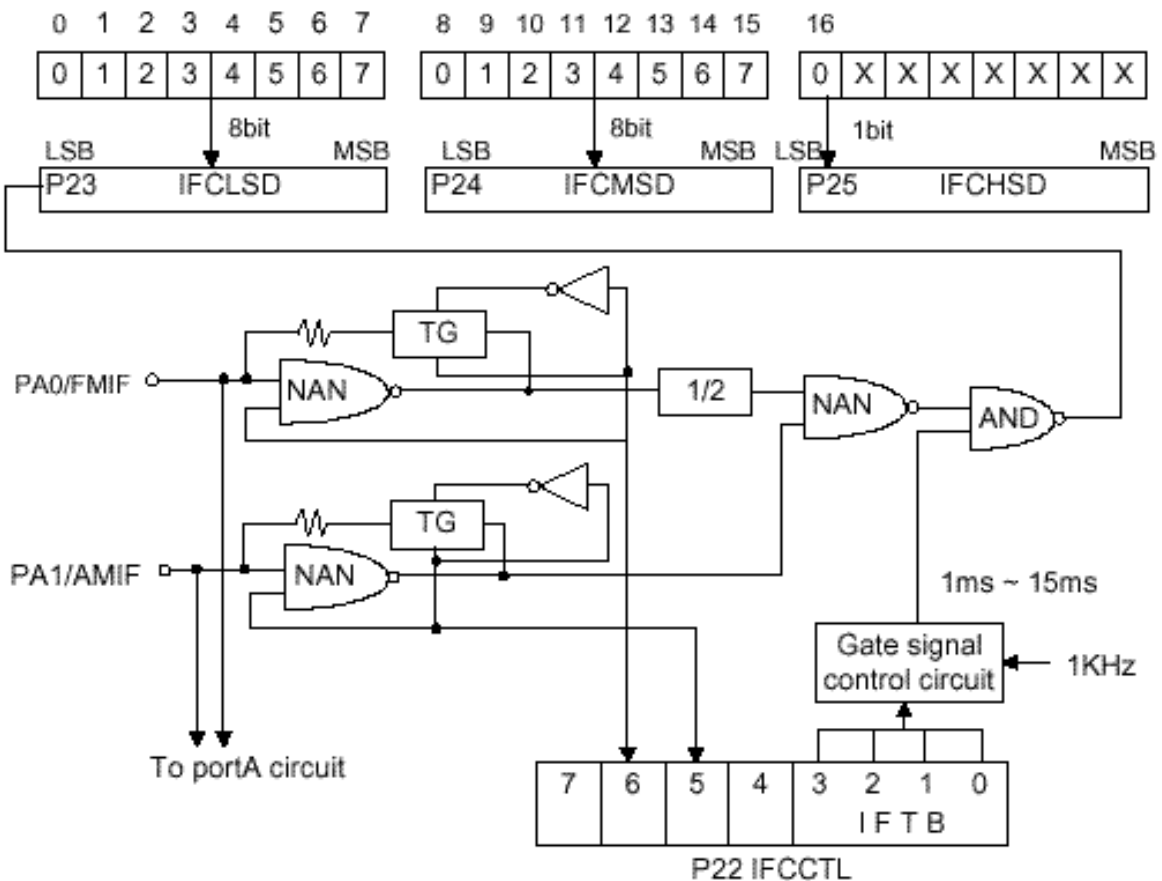 0 1 2 3 4 5 6 7 8 9 10 11 12 13 14 15 16
0 1 2 3 4 5 6 7 0 1 2 3 4 5 6 7 0 X X X X X X X
8bit 8bit 1bit
LSB MSB LSB MSB LSB MSB
P23 IFCLSD P24 IFCMSD P25 IFCHSD
TG
PA0/FMIF NAN 1/2 NAN AND
TG
PA1/AMIF NAN
1ms ~ 15ms
Gate signal
control circuit
1KHz
To portA circuit
7 6 5 4 3 2 1 0
I F T B
P22 IFCCTL